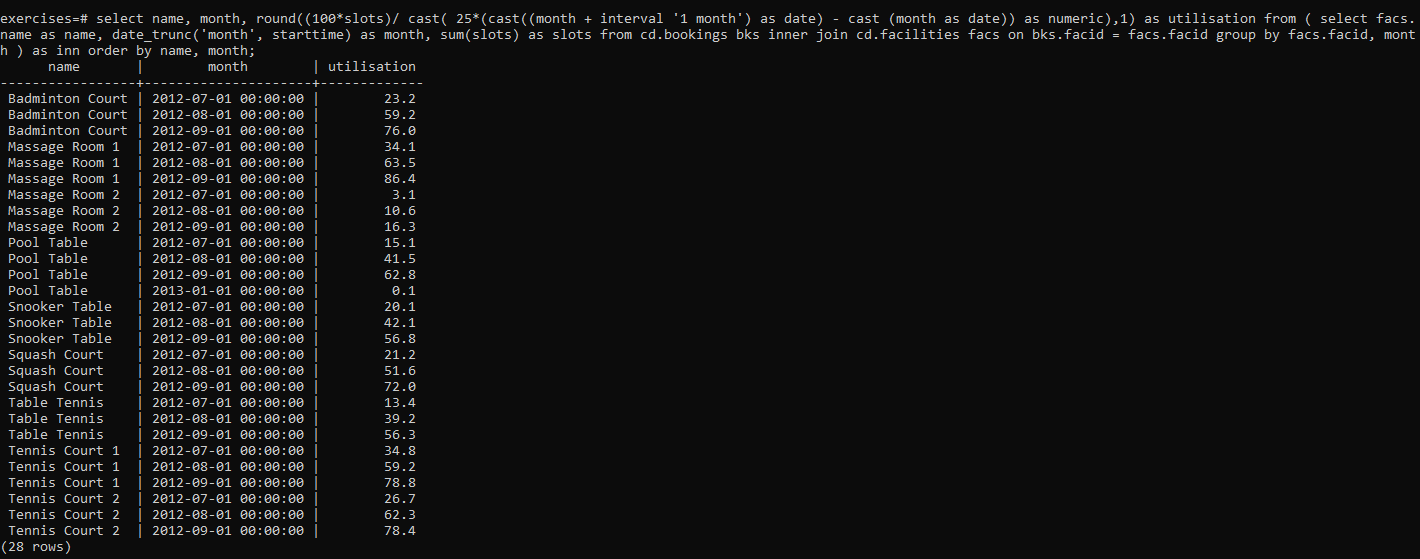 exercises=# select name, month, round((100*slots)/ cast( 25*(cast((month + interval '1 month') as date) - cast (month as date)) as numeric),1) as utilisation from ( select facs.
name as name, date_trunc('month', starttime) as month, sum(slots) as slots from cd.bookings bks inner join cd.facilities facs on bks.facid = facs.facid group by facs.facid, mont
h ) as inn order by name, month;
      name       |        month        | utilisation
-----------------+---------------------+-------------
 Badminton Court | 2012-07-01 00:00:00 |        23.2
 Badminton Court | 2012-08-01 00:00:00 |        59.2
 Badminton Court | 2012-09-01 00:00:00 |        76.0
 Massage Room 1  | 2012-07-01 00:00:00 |        34.1
 Massage Room 1  | 2012-08-01 00:00:00 |        63.5
 Massage Room 1  | 2012-09-01 00:00:00 |        86.4
 Massage Room 2  | 2012-07-01 00:00:00 |         3.1
 Massage Room 2  | 2012-08-01 00:00:00 |        10.6
 Massage Room 2  | 2012-09-01 00:00:00 |        16.3
 Pool Table      | 2012-07-01 00:00:00 |        15.1
 Pool Table      | 2012-08-01 00:00:00 |        41.5
 Pool Table      | 2012-09-01 00:00:00 |        62.8
 Pool Table      | 2013-01-01 00:00:00 |         0.1
 Snooker Table   | 2012-07-01 00:00:00 |        20.1
 Snooker Table   | 2012-08-01 00:00:00 |        42.1
 Snooker Table   | 2012-09-01 00:00:00 |        56.8
 Squash Court    | 2012-07-01 00:00:00 |        21.2
 Squash Court    | 2012-08-01 00:00:00 |        51.6
 Squash Court    | 2012-09-01 00:00:00 |        72.0
 Table Tennis    | 2012-07-01 00:00:00 |        13.4
 Table Tennis    | 2012-08-01 00:00:00 |        39.2
 Table Tennis    | 2012-09-01 00:00:00 |        56.3
 Tennis Court 1  | 2012-07-01 00:00:00 |        34.8
 Tennis Court 1  | 2012-08-01 00:00:00 |        59.2
 Tennis Court 1  | 2012-09-01 00:00:00 |        78.8
 Tennis Court 2  | 2012-07-01 00:00:00 |        26.7
 Tennis Court 2  | 2012-08-01 00:00:00 |        62.3
 Tennis Court 2  | 2012-09-01 00:00:00 |        78.4
(28 rows)